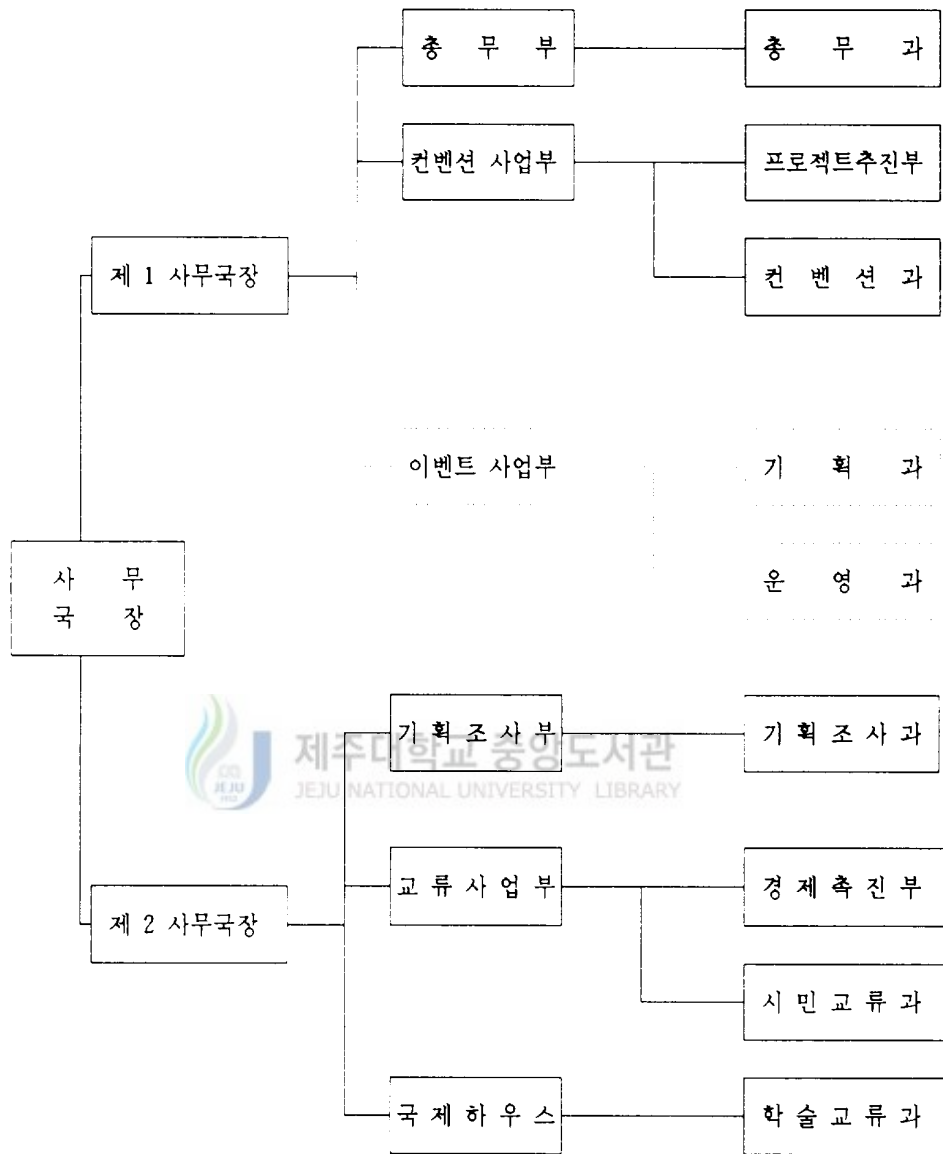 총 무 부
총 무 과
컨벤션 사업부
프로젝트추진부
제 1 사무국장
컨 벤 션 과
이벤트 사업부
기 획 과
사 무
국 장
운 영 과
기 획 조 사 부
기 획 조 사 과
제주대학교 중앙도서관
JEJU NATIONAL UNIVERSITY LIBRARY
JEJU
1952
교 류 사 업 부
경 제 촉 진 부
제 2 사무국장
시 민 교 류 과
국 제 하 우 스
학 술 교 류 과